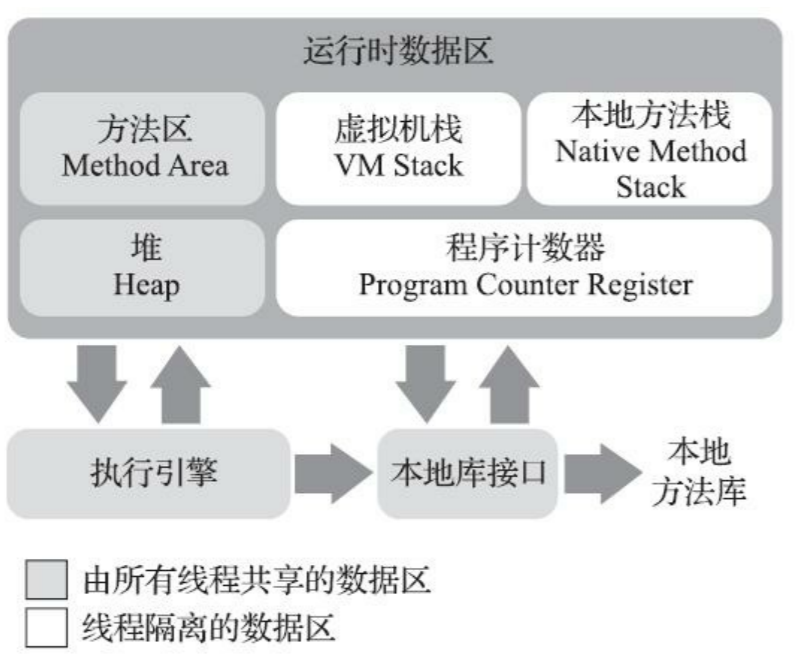 运行时数据区
方法区
Method Area
虚拟机栈
VM Stack
本地方法栈
Native Method
Stack
堆
Heap
程序计数器
Program Counter Register
执行引擎
本地库接口
本地
方法库
由所有线程共享的数据区
线程隔离的数据区